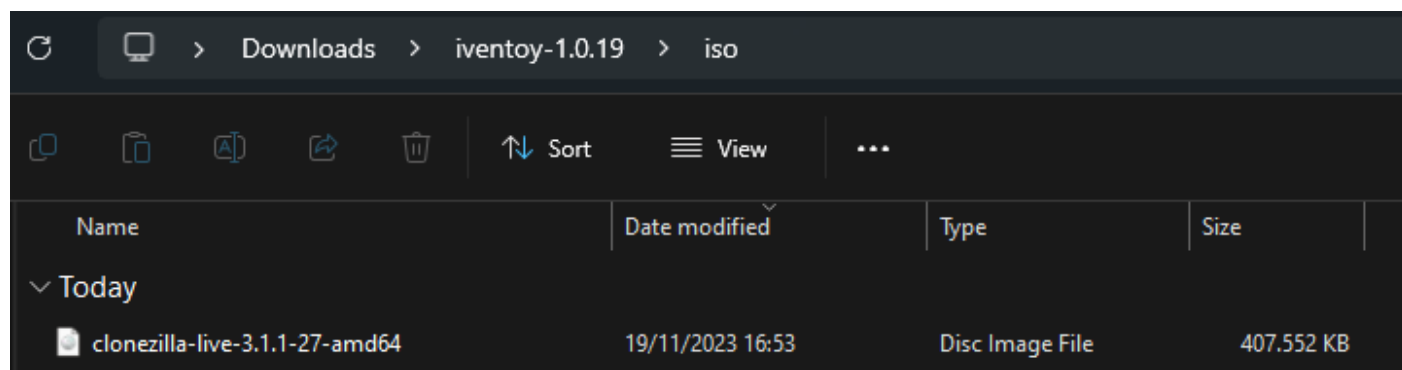 Downloads > iventoy-1.0.19 > iso
Sort View
Name Date modified Type Size
Today
clonezilla-live-3.1.1-27-amd64 19/11/2023 16:53 Disc Image File 407.552 KB